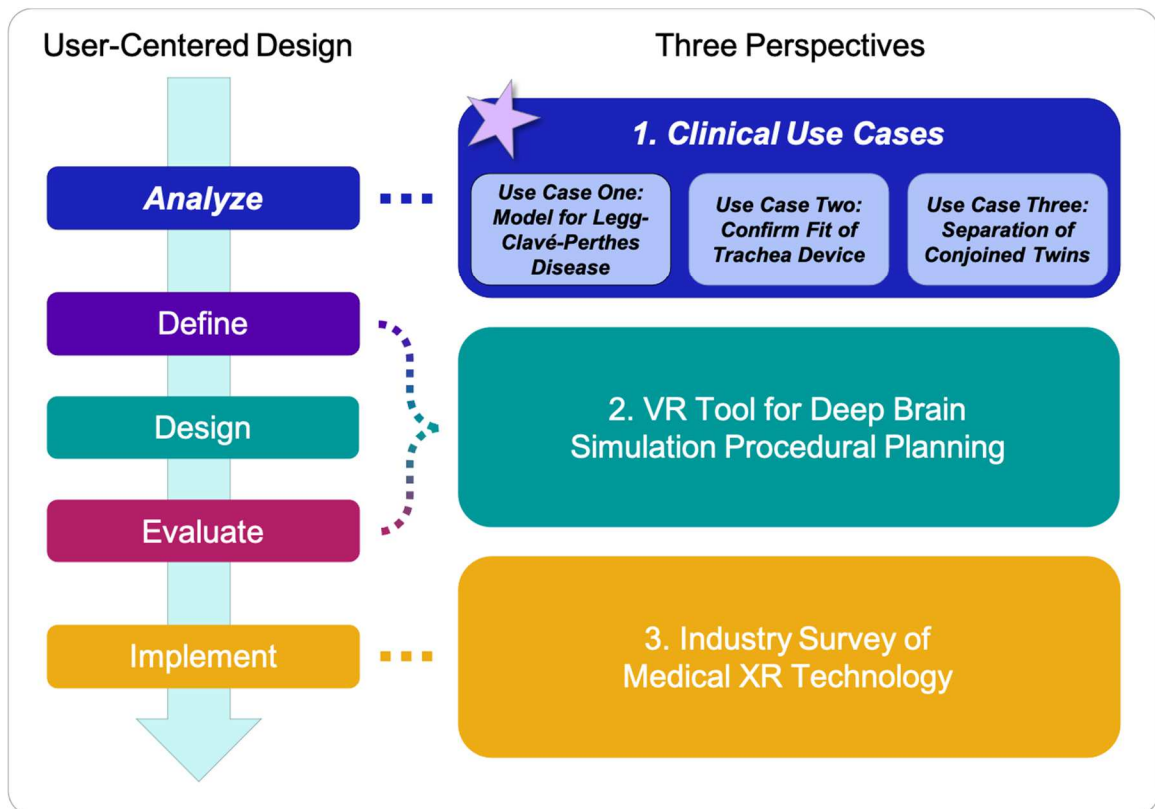 User-Centered Design
Three Perspectives
Analyze
Define
Design
Evaluate
Implement
1. Clinical Use Cases
Use Case One:
Model for Legg-
Clavé-Perthes
Disease
Use Case Two:
Confirm Fit of
Trachea Device
Use Case Three:
Separation of
Conjoined Twins
2. VR Tool for Deep Brain
Simulation Procedural Planning
3. Industry Survey of
Medical XR Technology